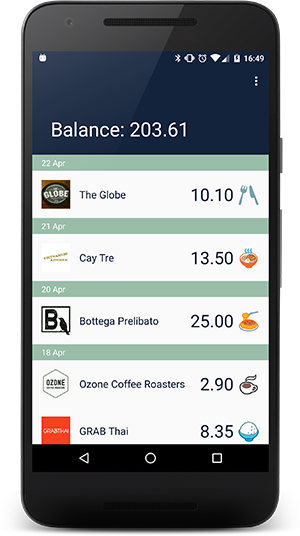 16:49
Balance: 203.61
22 Apr
GLOBE
The Globe
10.10
21 Apr
Cay Tre
13.50
20 Apr
B
Bottega Prelibato
25.00
18 Apr
OZONE
Ozone Coffee Roasters
2.90
GRABTHAI
GRAB Thai
8.35